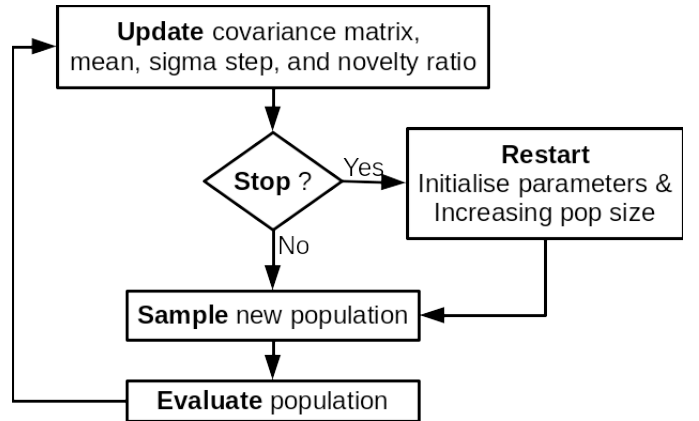 Update covariance matrix,
mean, sigma step, and novelty ratio
Stop ?
Yes
Restart
Initialise parameters &
Increasing pop size
No
Sample new population
Evaluate population